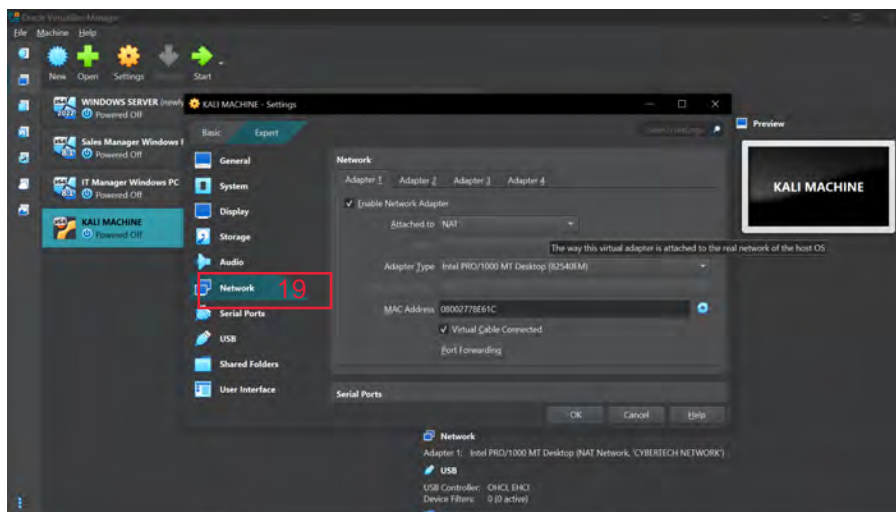 Oracle VirtualBox Manager
File Machine Help
New Open Settings Start
WINDOWS SERVER (newly
Powered Off
Sales Manager Windows
Powered Off
IT Manager Windows PC
Powered Off
KALI MACHINE
Powered Off
KALI MACHINE - Settings
Basic Expert
General
System
Display
Storage
Audio
Network 19
Serial Ports
USB
Shared Folders
User Interface
Network
Adapter 1 Adapter 2 Adapter 3 Adapter 4
Enable Network Adapter
Attached to NAT
The way this virtual adapter is attached to the real network of the host OS
Adapter Type Intel PRO/1000 MT Desktop (82540EM)
MAC Address 08002778E61C
Virtual Cable Connected
Port Forwarding
Serial Ports
OK Cancel Help
Preview
KALI MACHINE
Network
Adapter 1: Intel PRO/1000 MT Desktop (NAT Network, 'CYBERTECH NETWORK')
USB
USB Controller: OHCI, EHCI
Device Filters: 0 (0 active)